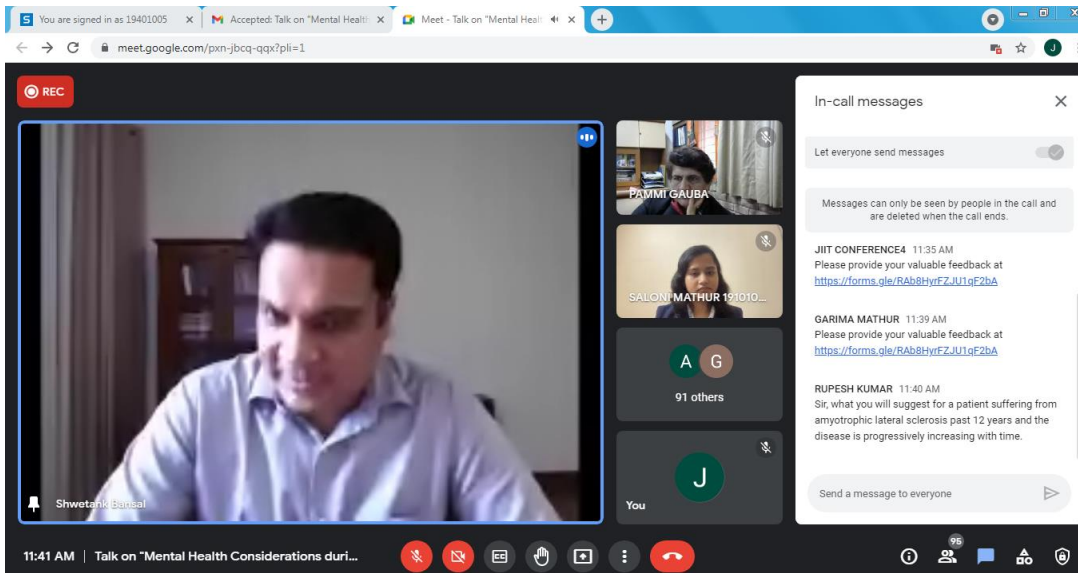 You are signed in as 19401005
Accepted: Talk on "Mental Health
Meet - Talk on "Mental Heal
meet.google.com/pxn-jbcq-qqx?pli=1
J
REC
PAMMI GAUBA
SALONI MATHUR 191010...
A G
91 others
J
You
Shwetank Bansal
In-call messages
Let everyone send messages
Messages can only be seen by people in the call and
are deleted when the call ends.
JIIT CONFERENCE4 11:35 AM
Please provide your valuable feedback at
https://forms.gle/RAb8HyrFZJU1qF2bA
GARIMA MATHUR 11:39 AM
Please provide your valuable feedback at
https://forms.gle/RAb8HyrFZJU1qF2bA
RUPESH KUMAR 11:40 AM
Sir, what you will suggest for a patient suffering from
amyotrophic lateral sclerosis past 12 years and the
disease is progressively increasing with time.
Send a message to everyone
11:41 AM | Talk on "Mental Health Considerations duri...
95